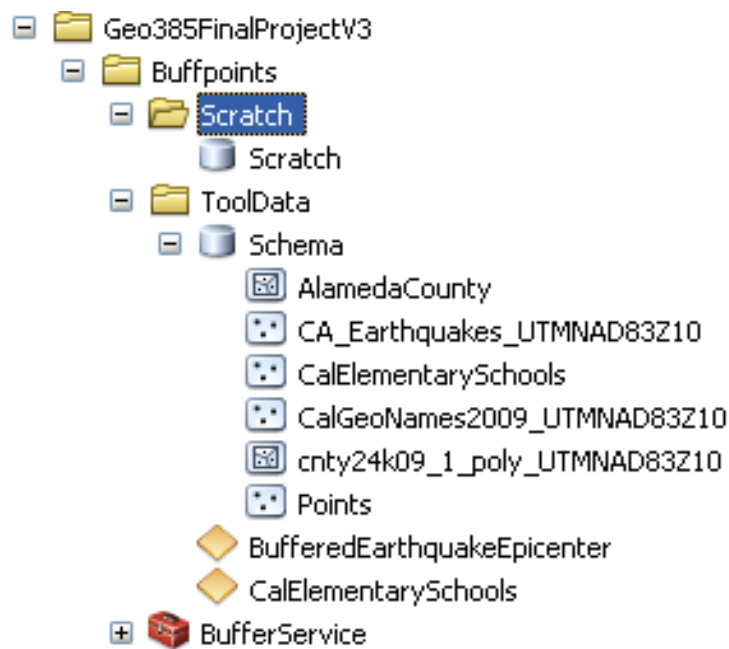 Geo385FinalProjectV3
Buffpoints
Scratch
Scratch
ToolData
Schema
AlamedaCounty
CA_Earthquakes_UTMNAD83Z10
CalElementarySchools
CalGeoNames2009_UTMNAD83Z10
cnty24k09_1_poly_UTMNAD83Z10
Points
BufferedEarthquakeEpicenter
CalElementarySchools
BufferService